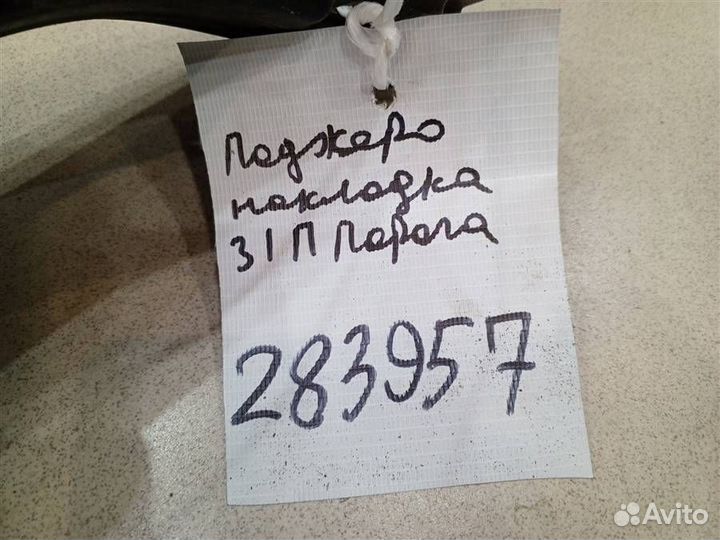 Паджеро
накладка
З/П Порога
283957
Avito